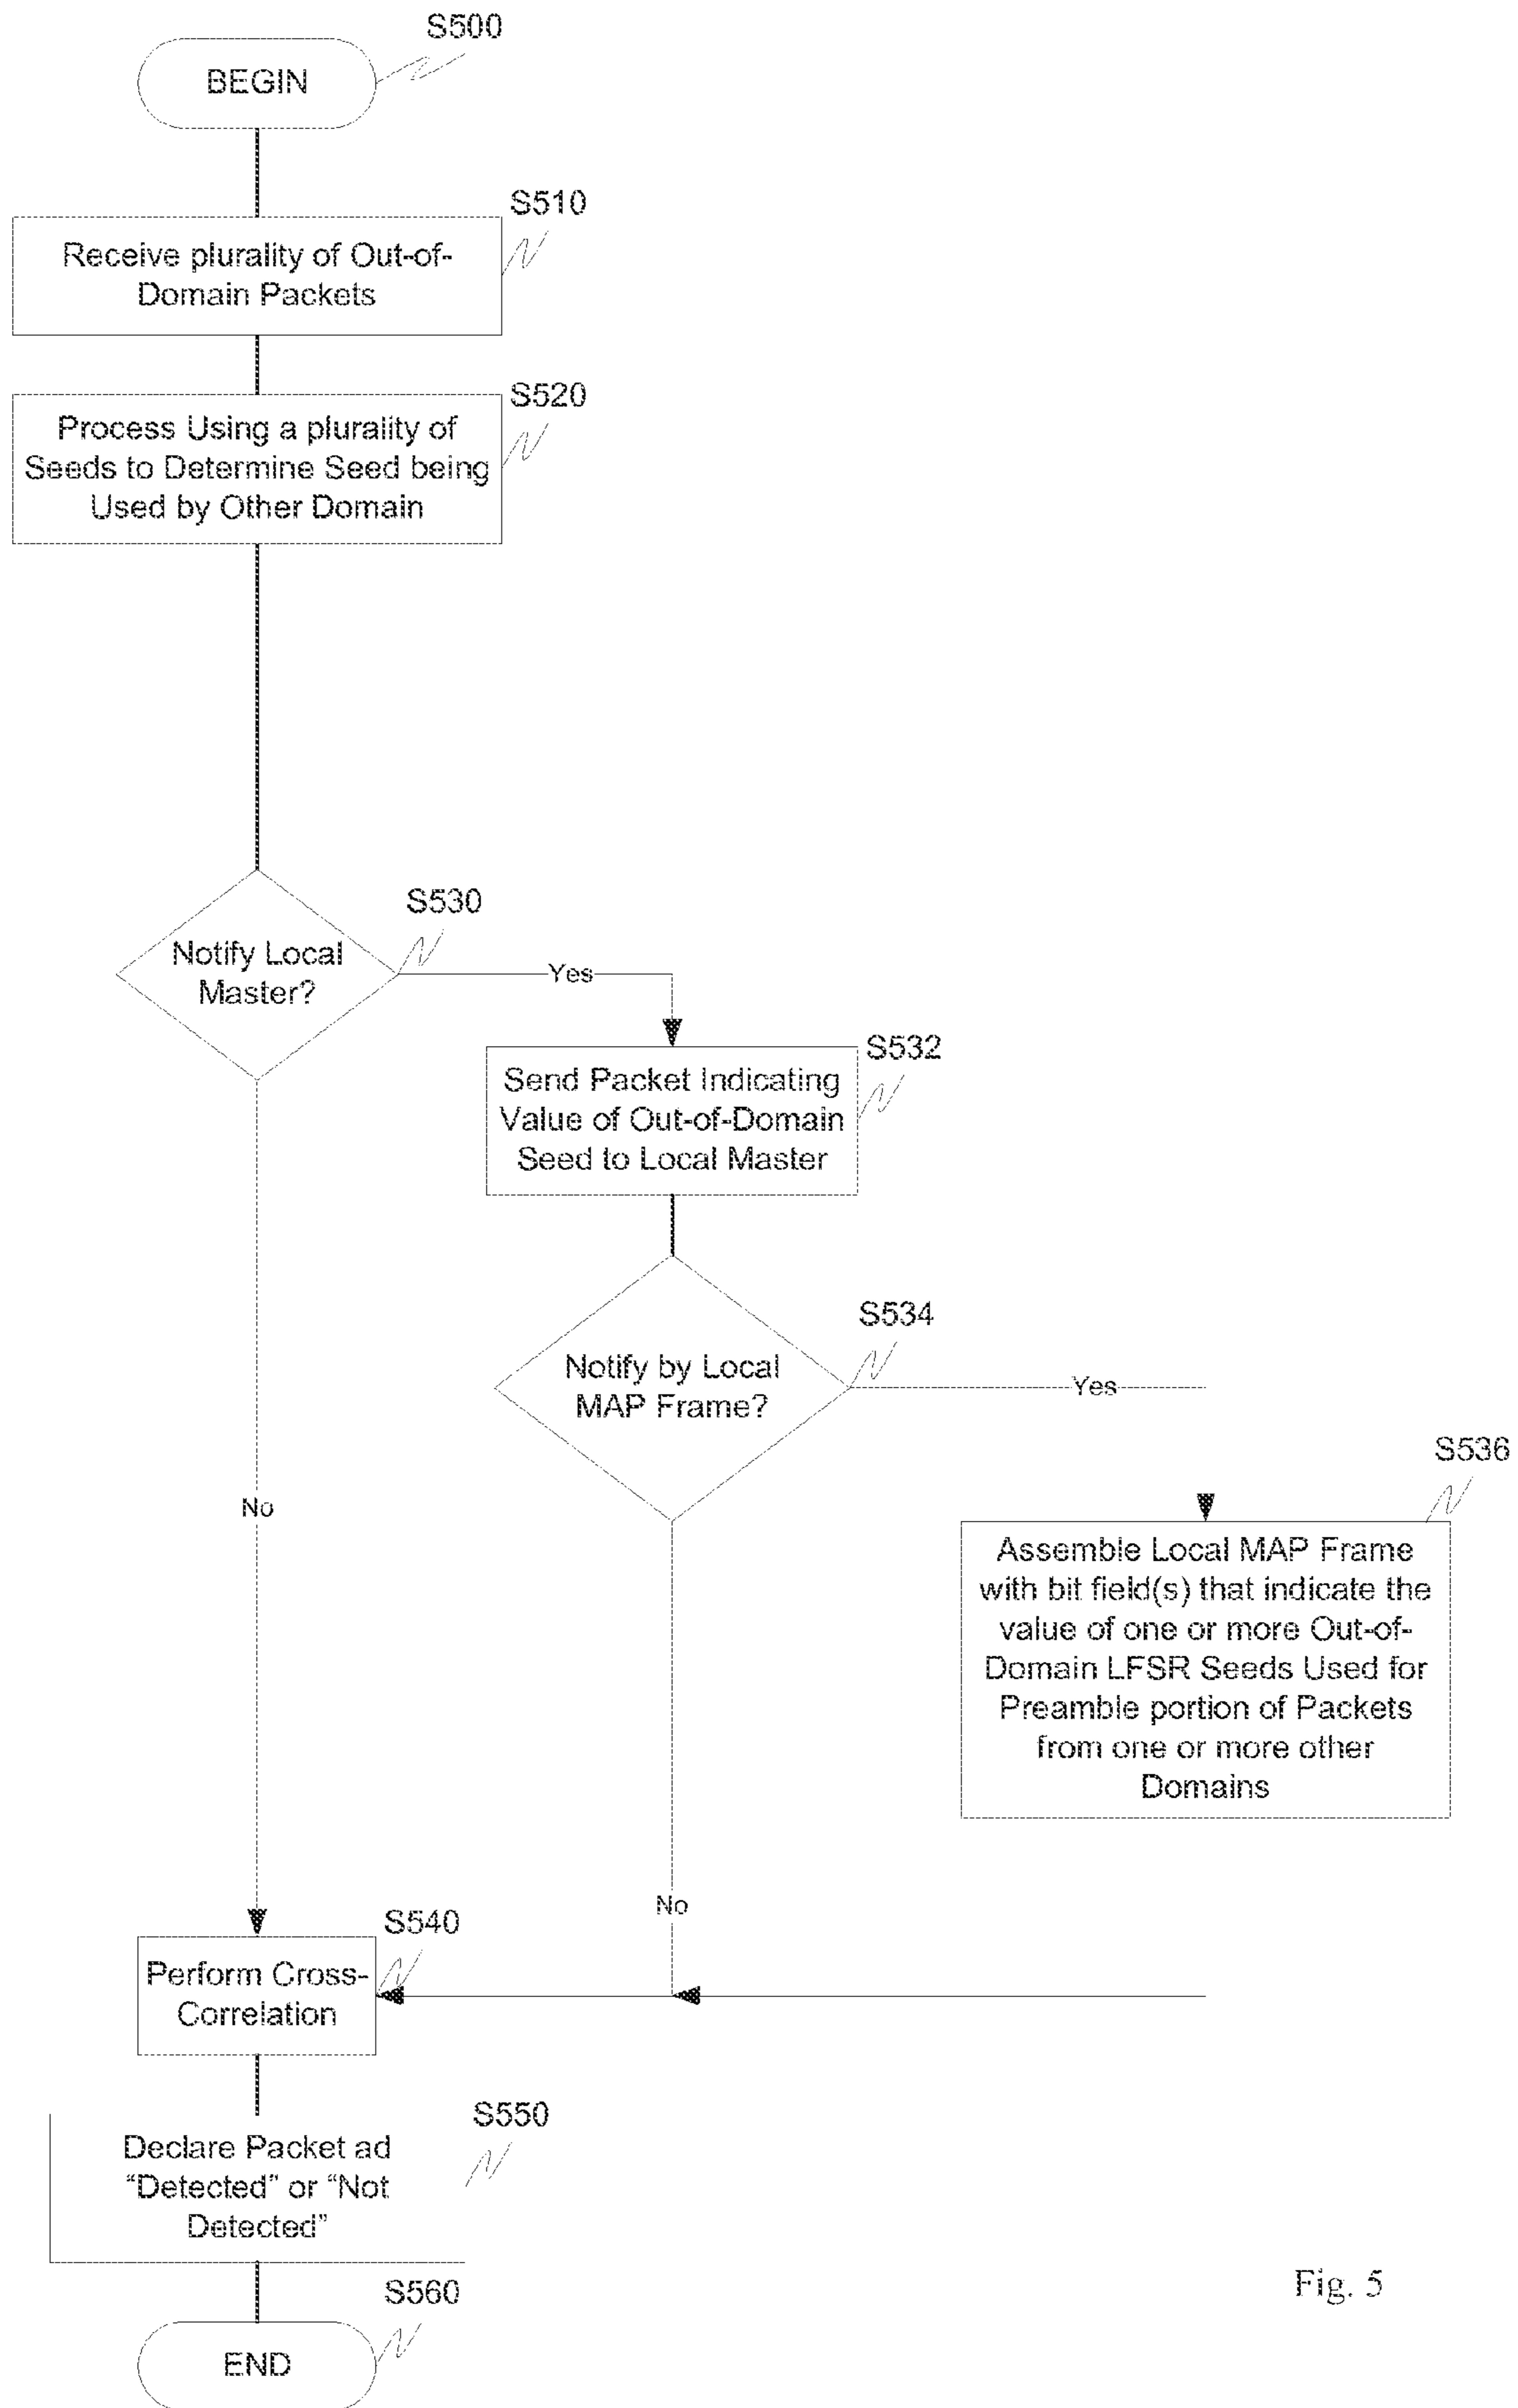 S500
BEGIN
S510
Receive plurality of Out-of-
Domain Packets
S520
Process Using a plurality of
Seeds to Determine Seed being
Used by Other Domain
S530
Notify Local
Master?
Yes
S532
Send Packet Indicating
Value of Out-of-Domain
Seed to Local Master
S534
Notify by Local
MAP Frame?
Yes
S536
Assemble Local MAP Frame
with bit field(s) that indicate the
value of one or more Out-of-
Domain LFSR Seeds Used for
Preamble portion of Packets
from one or more other
Domains
No
No
S540
Perform Cross-
Correlation
S550
Declare Packet ad
“Detected” or “Not
Detected”
S560
END
Fig. 5